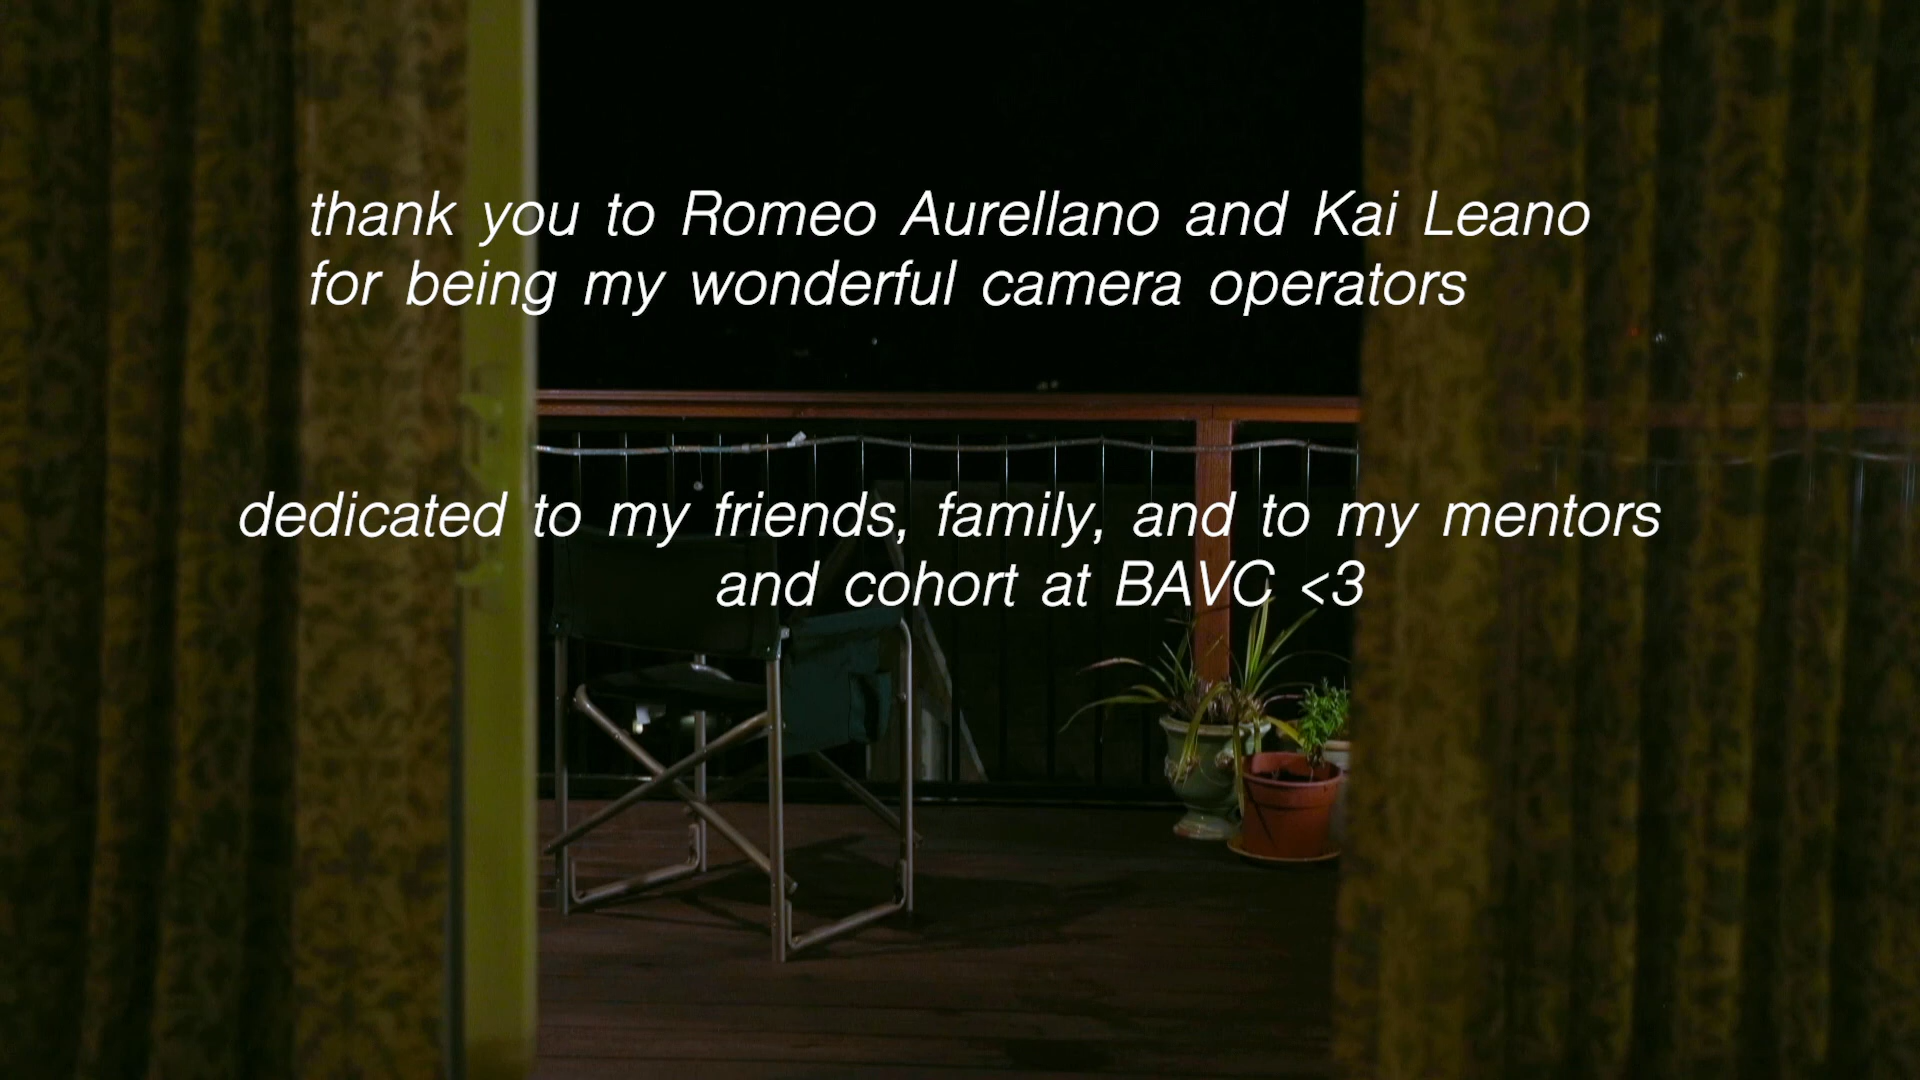 thank you to Romeo Aurellano and Kai Leano
for being my wonderful camera operators
dedicated to my friends, family, and to my mentors
and cohort at BAVC <3